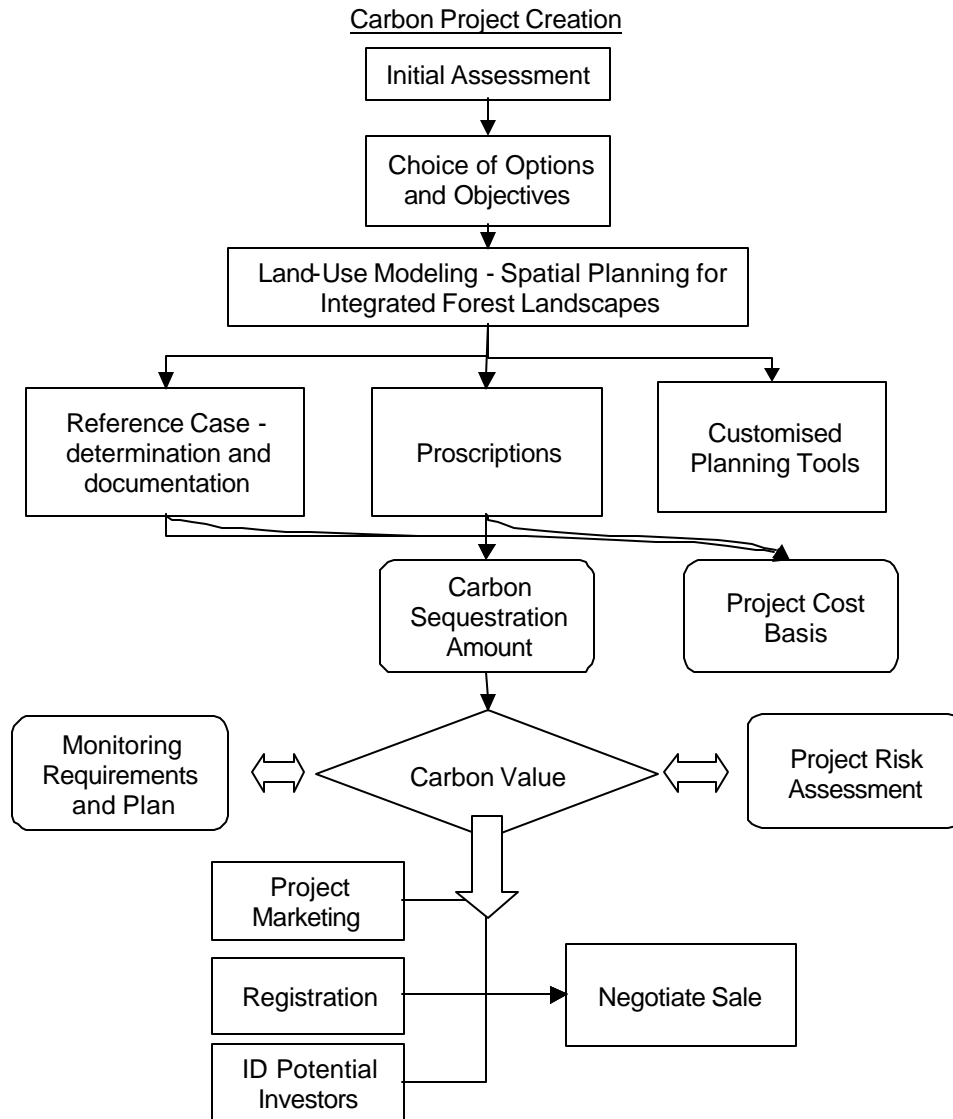 Carbon Project Creation
Initial Assessment
Choice of Options
and Objectives
Land-Use Modeling - Spatial Planning for
Integrated Forest Landscapes
Reference Case -
determination and
documentation
Proscriptions
Customised
Planning Tools
Carbon
Sequestration
Amount
Project Cost
Basis
Monitoring
Requirements
and Plan
Carbon Value
Project Risk
Assessment
Project
Marketing
Registration
Negotiate Sale
ID Potential
Investors